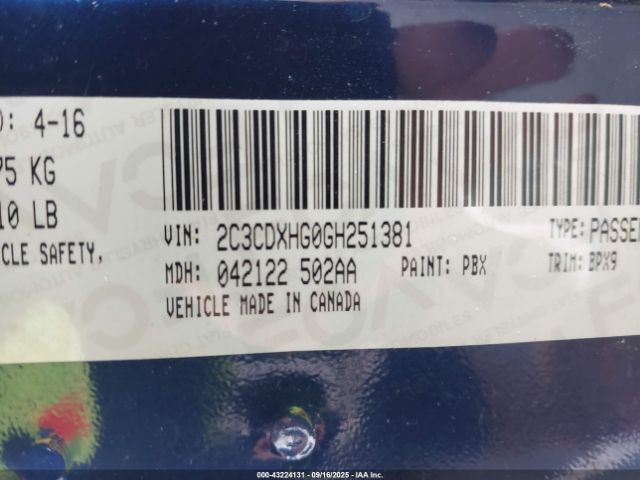 ): 4-16
75 KG
10 LB
ICLE SAFETY,
VIN: 2C3CDXHG0GH251381
TYPE: PASSE
MDH: 042122 502AA
PAINT: PBX
TRIM: BPX9
VEHICLE MADE IN CANADA
000-43224131 - 09/16/2025 - IAA Inc.